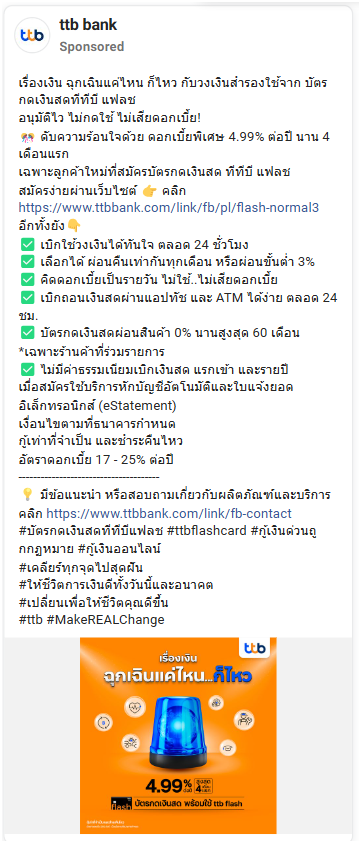 ttb
ttb bank
Sponsored
เรื่องเงิน ฉุกเฉินแค่ไหน ก็ไหว กับวงเงินสำรองใช้จาก บัตร
กดเงินสดทีทีบี แฟลช
อนุมัติไว ไม่กดใช้ ไม่เสียดอกเบี้ย!
🎊 ดับความร้อนใจด้วย ดอกเบี้ยพิเศษ 4.99% ต่อปี นาน 4
เดือนแรก
เฉพาะลูกค้าใหม่ที่สมัครบัตรกดเงินสด ทีทีบี แฟลช
สมัครง่ายผ่านเว็บไซต์ 👉 คลิก
https://www.ttbbank.com/link/fb/pl/flash-normal3
อีกทั้งยัง👇
✅ เบิกใช้วงเงินได้ทันใจ ตลอด 24 ชั่วโมง
✅ เลือกได้ ผ่อนคืนเท่ากันทุกเดือน หรือผ่อนขั้นต่ำ 3%
✅ คิดดอกเบี้ยเป็นรายวัน ไม่ใช้..ไม่เสียดอกเบี้ย
✅ เบิกถอนเงินสดผ่านแอปทัช และ ATM ได้ง่าย ตลอด 24
ชม.
✅ บัตรกดเงินสดผ่อนสินค้า 0% นานสูงสุด 60 เดือน
*เฉพาะร้านค้าที่ร่วมรายการ
✅ ไม่มีค่าธรรมเนียมเบิกเงินสด แรกเข้า และรายปี
เมื่อสมัครใช้บริการหักบัญชีอัตโนมัติและใบแจ้งยอด
อิเล็กทรอนิกส์ (eStatement)
เงื่อนไขตามที่ธนาคารกำหนด
กู้เท่าที่จำเป็น และชำระคืนไหว
อัตราดอกเบี้ย 17 - 25% ต่อปี
-------------------------------------
💡 มีข้อแนะนำ หรือสอบถามเกี่ยวกับผลิตภัณฑ์และบริการ
คลิก https://www.ttbbank.com/link/fb-contact
#บัตรกดเงินสดทีทีบีแฟลช #ttbflashcard #กู้เงินด่วนถู
กกฎหมาย #กู้เงินออนไลน์
#เคลียร์ทุกจุดไปสุดฝัน
#ให้ชีวิตการเงินดีทั้งวันนี้และอนาคต
#เปลี่ยนเพื่อให้ชีวิตคุณดีขึ้น
#ttb #MakeREALChange
ttb
เรื่องเงิน
ฉุกเฉินแค่ไหน...ก็ไหว
4.99% ต่อปี นานสุด 4 เดือนแรก
flash บัตรกดเงินสด พร้อมใช้ ttb flash